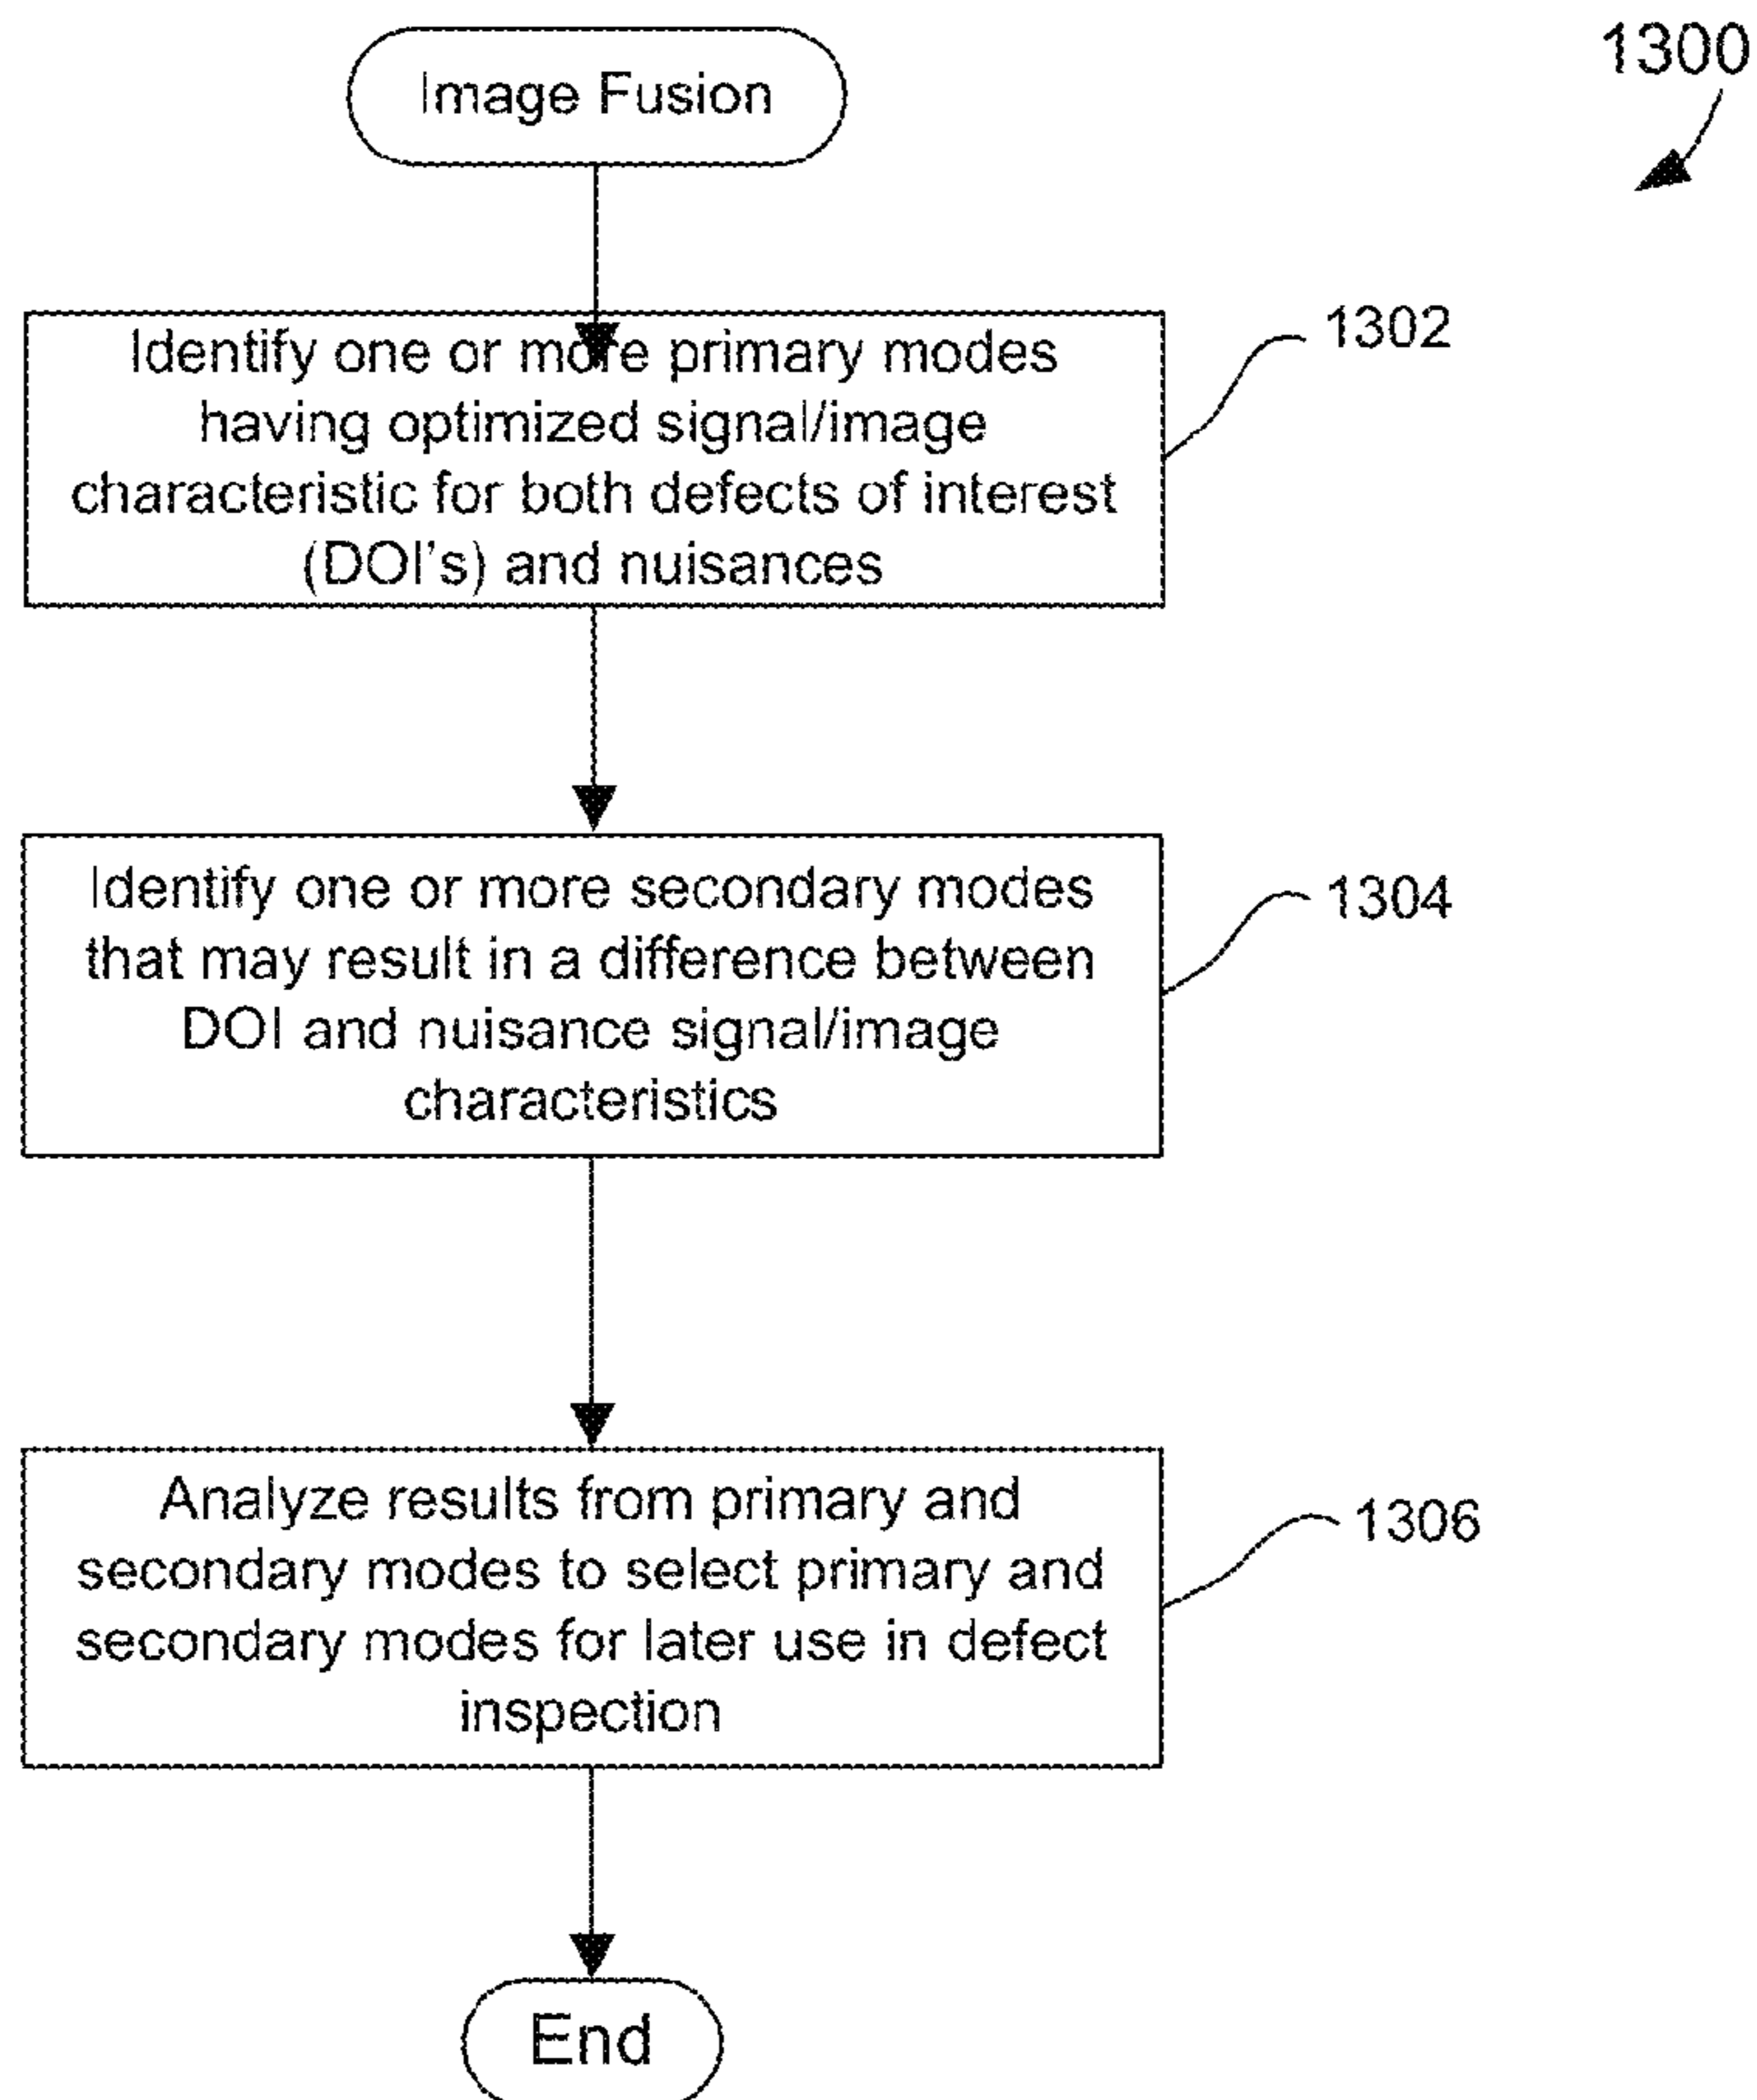 1300
Image Fusion
Identify one or more primary modes
having optimized signal/image
characteristic for both defects of interest
(DOI's) and nuisances
1302
Identify one or more secondary modes
that may result in a difference between
DOI and nuisance signal/image
characteristics
1304
Analyze results from primary and
secondary modes to select primary and
secondary modes for later use in defect
inspection
1306
End